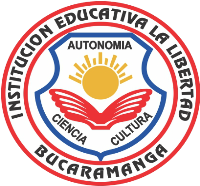 INSTITUCION EDUCATIVA LA LIBERTAD
AUTONOMIA
CIENCIA
CULTURA
BUCARAMANGA